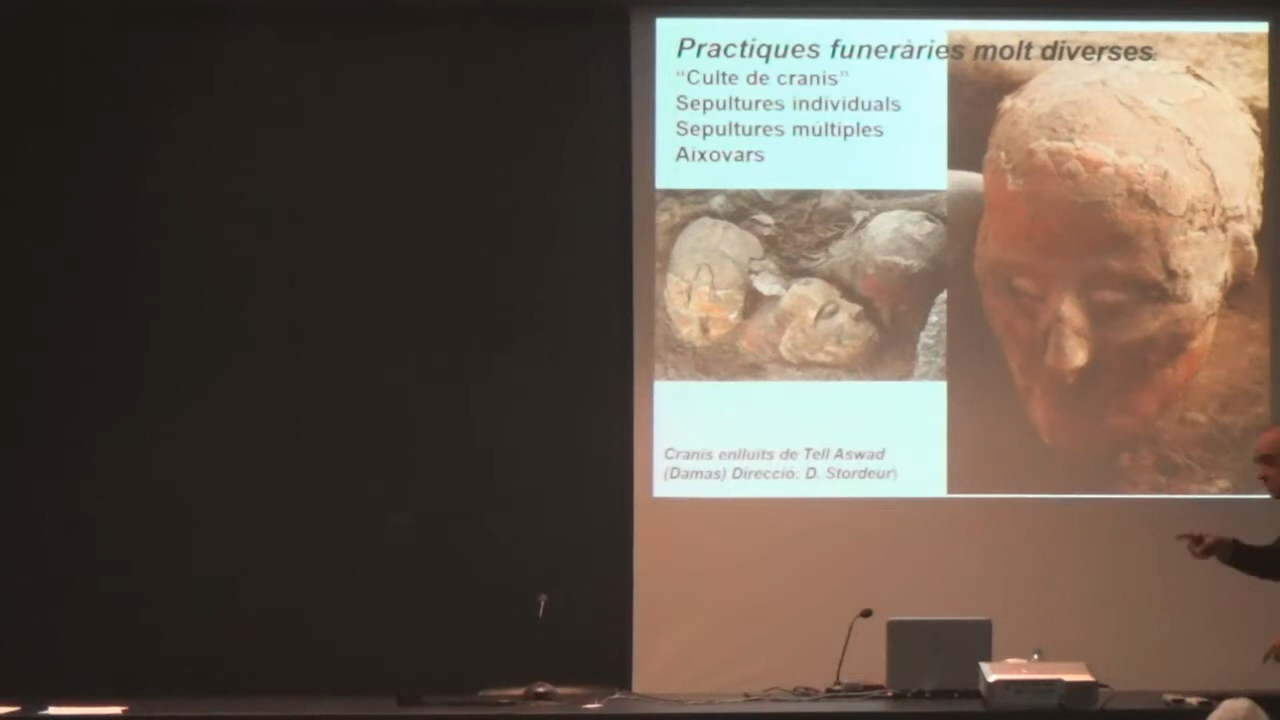 Practiques funeràries molt diverses
"Culte de cranis"
Sepultures individuals
Sepultures múltiples
Aixovars
Cranis enlluits de Tell Aswad
(Damas) Direcció: D. Stordeur)